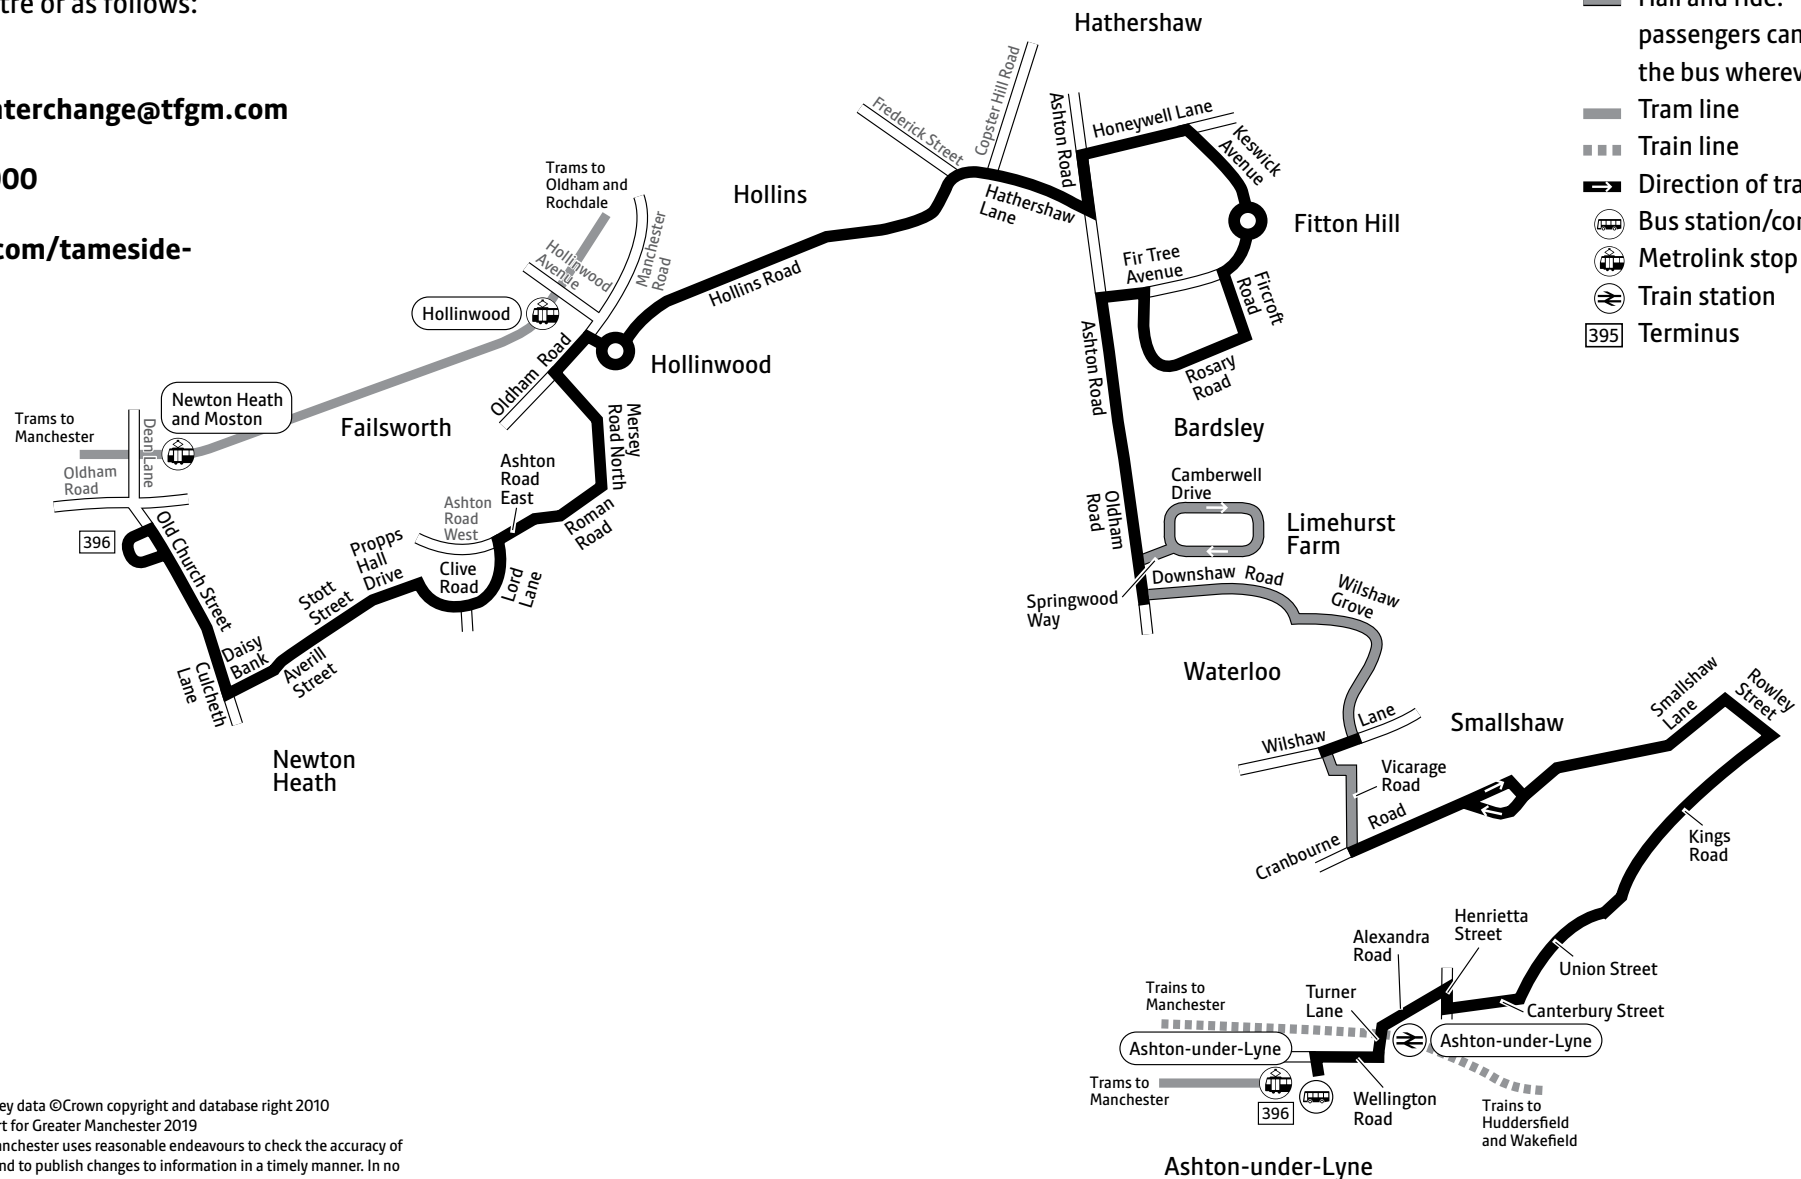 tre or as follows:
nterchange@tfgm.com
000
com/tameside-
Hathershaw
passengers can
the bus wherev
Tram line
Train line
Direction of tra
Bus station/con
Metrolink stop
Train station
395 Terminus
Frederick Street
Copster Hill Road
Ashton Road
Honeywell Lane
Keswick
Avenue
Hathershaw
Lane
Fitton Hill
Fir Tree
Avenue
Fircroft
Road
Rosary
Road
Ashton Road
Trams to
Oldham and
Rochdale
Hollins
Hollinwood
Avenue
Manchester
Road
Hollins Road
Hollinwood
Oldham Road
Hollinwood
Newton Heath
and Moston
Trams to
Manchester
Dean Lane
Oldham
Road
Failsworth
Mersey
Road North
Ashton
Road
East
Ashton
Road
West
Roman
Road
396
Old Church Street
Propps
Hall
Drive
Clive
Road
Lord
Lane
Stott
Street
Daisy
Bank
Averill
Street
Culcheth
Lane
Newton
Heath
Bardsley
Camberwell
Drive
Oldham
Road
Limehurst
Farm
Downshaw Road
Springwood
Way
Wilshaw
Grove
Waterloo
Wilshaw Lane
Smallshaw
Smallshaw
Lane
Rowley
Street
Vicarage
Road
Cranbourne Road
Kings
Road
Henrietta
Street
Alexandra
Road
Union Street
Turner
Lane
Canterbury Street
Trains to
Manchester
Ashton-under-Lyne
Ashton-under-Lyne
Trams to
Manchester
396
Wellington
Road
Trains to
Huddersfield
and Wakefield
Ashton-under-Lyne
ey data ©Crown copyright and database right 2010
rt for Greater Manchester 2019
anchester uses reasonable endeavours to check the accuracy of
nd to publish changes to information in a timely manner. In no